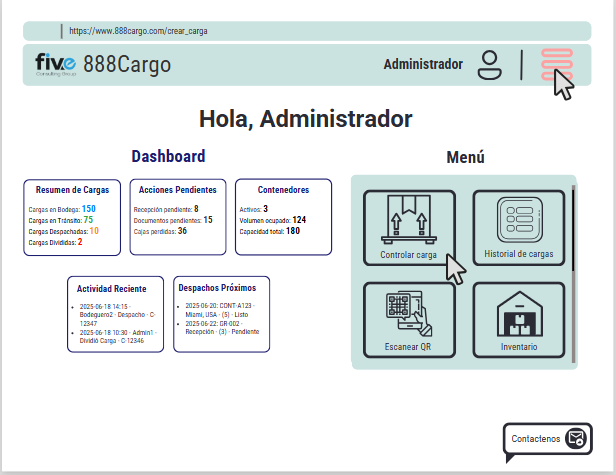 https://www.888cargo.com/crear_carga
five
Consulting Group
888Cargo
Administrador
Hola, Administrador
Dashboard
Resumen de Cargas
Cargas en Bodega: 150
Cargas en Tránsito: 75
Cargas Despachadas: 10
Cargas Divididas: 2
Acciones Pendientes
Recepción pendiente: 8
Documentos pendientes: 15
Cajas perdidas: 36
Contenedores
Activos: 3
Volumen ocupado: 124
Capacidad total: 180
Actividad Reciente
• 2025-06-18 14:15 -
Bodeguero2 - Despacho - C-
12347
• 2025-06-18 10:30 - Admin1 -
Dividió Carga - C-12346
Despachos Próximos
• 2025-06-20: CONT-A123 -
Miami, USA - (5) - Listo
• 2025-06-22: GR-002 -
Recepción - (3) - Pendiente
Menú
Controlar carga
Historial de cargas
Escanear QR
Inventario
Contactenos